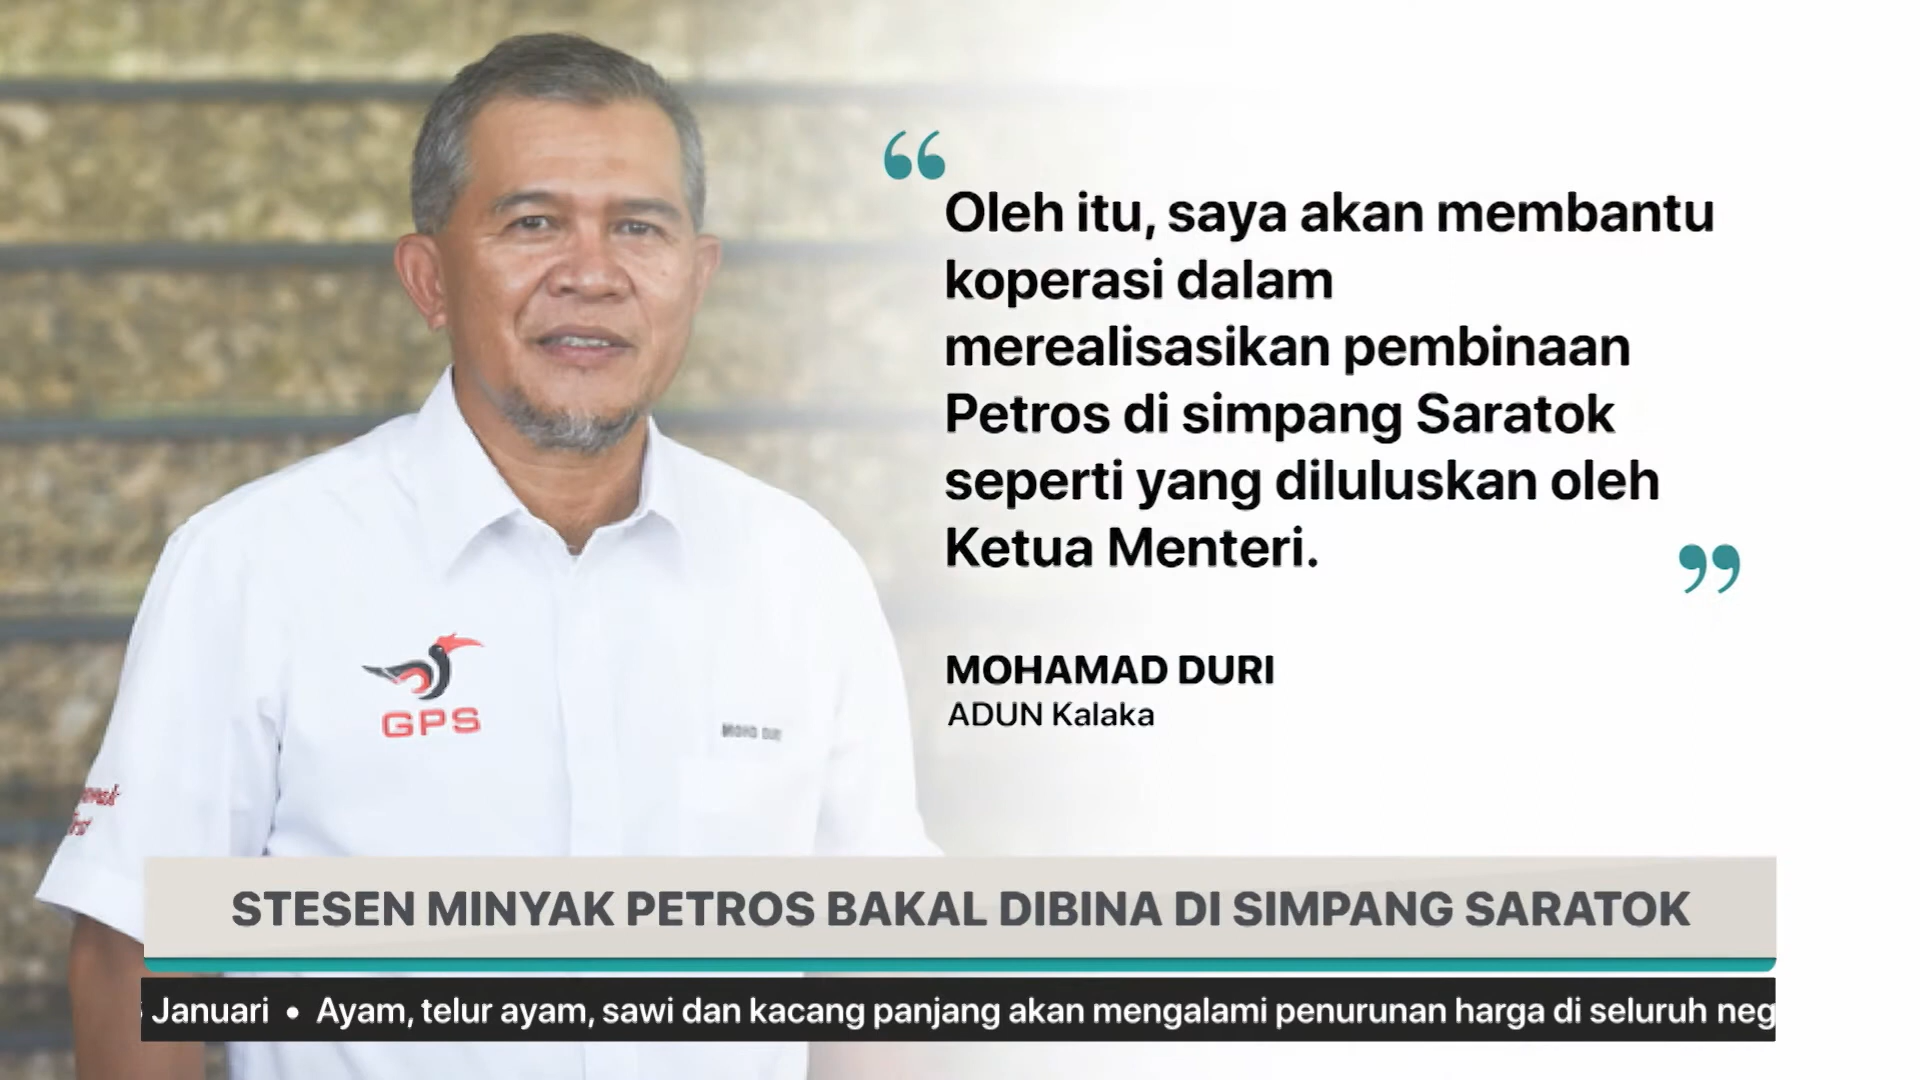 “
Oleh itu, saya akan membantu
koperasi dalam
merealisasikan pembinaan
Petros di simpang Saratok
seperti yang diluluskan oleh
Ketua Menteri.
”
MOHAMAD DURI
ADUN Kalaka
GPS
MOHD DURI
STESEN MINYAK PETROS BAKAL DIBINA DI SIMPANG SARATOK
Januari • Ayam, telur ayam, sawi dan kacang panjang akan mengalami penurunan harga di seluruh neg